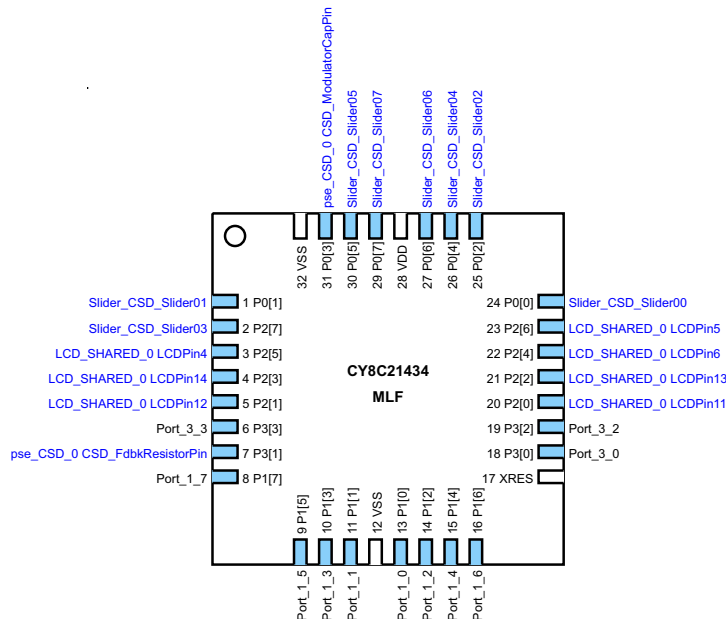 pse_CSD_0 CSD_ModulatorCapPin
Slider_CSD_Slider05
Slider_CSD_Slider07
Slider_CSD_Slider06
Slider_CSD_Slider04
Slider_CSD_Slider02
32 VSS
31 P0[3]
30 P0[5]
29 P0[7]
28 VDD
27 P0[6]
26 P0[4]
25 P0[2]
Slider_CSD_Slider01 1 P0[1]
Slider_CSD_Slider03 2 P2[7]
LCD_SHARED_0 LCDPin4 3 P2[5]
LCD_SHARED_0 LCDPin14 4 P2[3]
LCD_SHARED_0 LCDPin12 5 P2[1]
Port_3_3 6 P3[3]
pse_CSD_0 CSD_FdbkResistorPin 7 P3[1]
Port_1_7 8 P1[7]
CY8C21434
MLF
24 P0[0] Slider_CSD_Slider00
23 P2[6] LCD_SHARED_0 LCDPin5
22 P2[4] LCD_SHARED_0 LCDPin6
21 P2[2] LCD_SHARED_0 LCDPin13
20 P2[0] LCD_SHARED_0 LCDPin11
19 P3[2] Port_3_2
18 P3[0] Port_3_0
17 XRES
9 P1[5]
10 P1[3]
11 P1[1]
12 VSS
13 P1[0]
14 P1[2]
15 P1[4]
16 P1[6]
Port_1_5
Port_1_3
Port_1_1
Port_1_0
Port_1_2
Port_1_4
Port_1_6